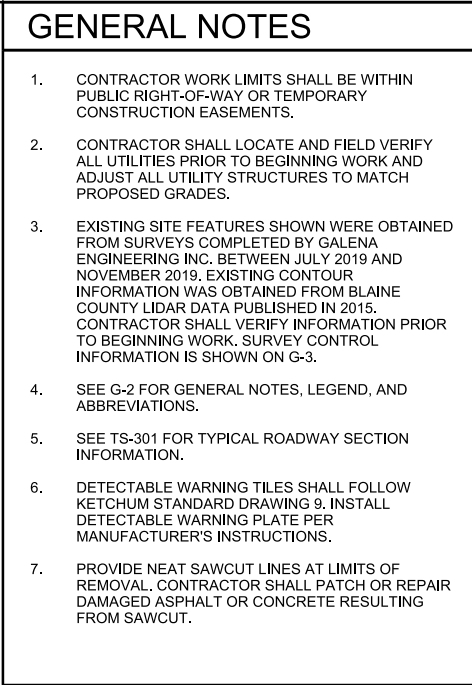 GENERAL NOTES
1. CONTRACTOR WORK LIMITS SHALL BE WITHIN
PUBLIC RIGHT-OF-WAY OR TEMPORARY
CONSTRUCTION EASEMENTS.
2. CONTRACTOR SHALL LOCATE AND FIELD VERIFY
ALL UTILITIES PRIOR TO BEGINNING WORK AND
ADJUST ALL UTILITY STRUCTURES TO MATCH
PROPOSED GRADES.
3. EXISTING SITE FEATURES SHOWN WERE OBTAINED
FROM SURVEYS COMPLETED BY GALENA
ENGINEERING INC. BETWEEN JULY 2019 AND
NOVEMBER 2019. EXISTING CONTOUR
INFORMATION WAS OBTAINED FROM BLAINE
COUNTY LIDAR DATA PUBLISHED IN 2015.
CONTRACTOR SHALL VERIFY INFORMATION PRIOR
TO BEGINNING WORK. SURVEY CONTROL
INFORMATION IS SHOWN ON G-3.
4. SEE G-2 FOR GENERAL NOTES, LEGEND, AND
ABBREVIATIONS.
5. SEE TS-301 FOR TYPICAL ROADWAY SECTION
INFORMATION.
6. DETECTABLE WARNING TILES SHALL FOLLOW
KETCHUM STANDARD DRAWING 9. INSTALL
DETECTABLE WARNING PLATE PER
MANUFACTURER'S INSTRUCTIONS.
7. PROVIDE NEAT SAWCUT LINES AT LIMITS OF
REMOVAL. CONTRACTOR SHALL PATCH OR REPAIR
DAMAGED ASPHALT OR CONCRETE RESULTING
FROM SAWCUT.